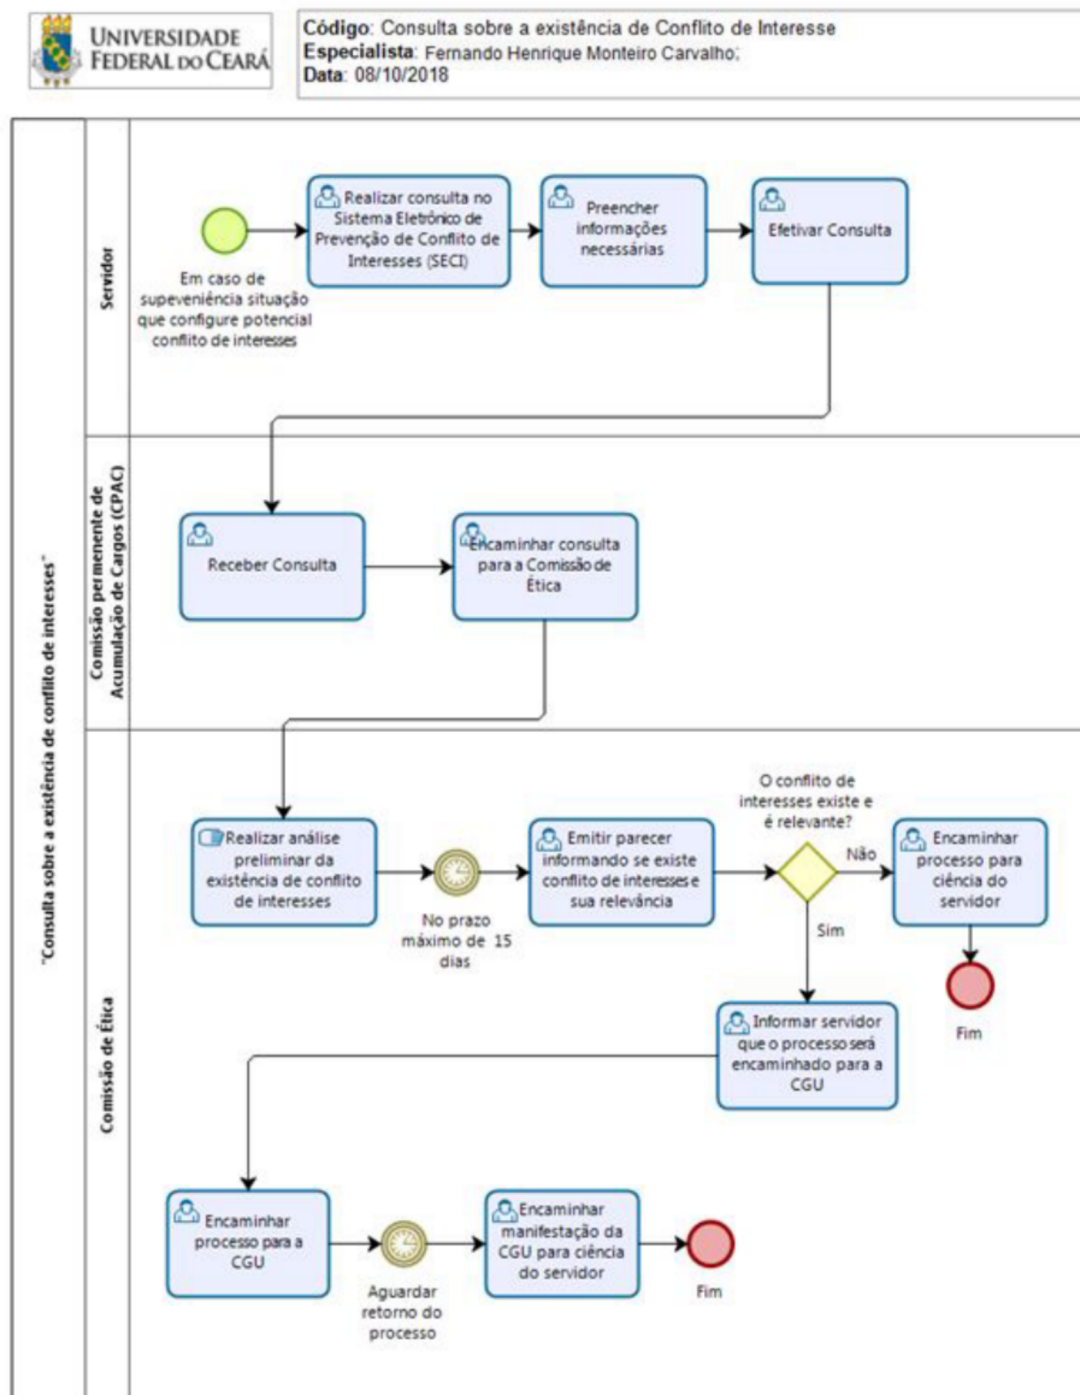 UNIVERSIDADE
FEDERAL DO CEARÁ
Código: Consulta sobre a existência de Conflito de Interesse
Especialista: Fernando Henrique Monteiro Carvalho;
Data: 08/10/2018
"Consulta sobre a existência de conflito de interesses"
Servidor
Em caso de
supeveniência situação
que configure potencial
conflito de interesses
Realizar consulta no
Sistema Eletrônico de
Prevenção de Conflito de
Interesses (SECI)
Preencher
informações
necessárias
Efetivar Consulta
Comissão permenente de
Acumulação de Cargos (CPAC)
Receber Consulta
Encaminhar consulta
para a Comissão de
Ética
Comissão de Ética
Realizar análise
preliminar da
existência de conflito
de interesses
No prazo
máximo de 15
dias
Emitir parecer
informando se existe
conflito de interesses e
sua relevância
O conflito de
interesses existe e
é relevante?
Não
Sim
Encaminhar
processo para
ciência do
servidor
Fim
Informar servidor
que o processo será
encaminhado para a
CGU
Encaminhar
processo para a
CGU
Aguardar
retorno do
processo
Encaminhar
manifestação da
CGU para ciência
do servidor
Fim